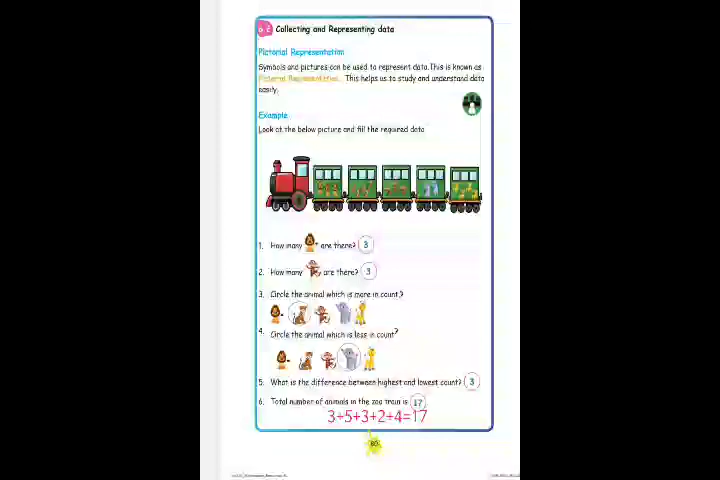 6.2 Collecting and Representing data
Pictorial Representation
Symbols and pictures can be used to represent data. This is known as
Pictorial Representation. This helps us to study and understand data
easily.
Example
Look at the below picture and fill the required data
1. How many are there? 3
2. How many are there? 3
3. Circle the animal which is more in count?
4. Circle the animal which is less in count?
5. What is the difference between highest and lowest count? 3
6. Total number of animals in the zoo train is 17
3+5+3+2+4=17
80